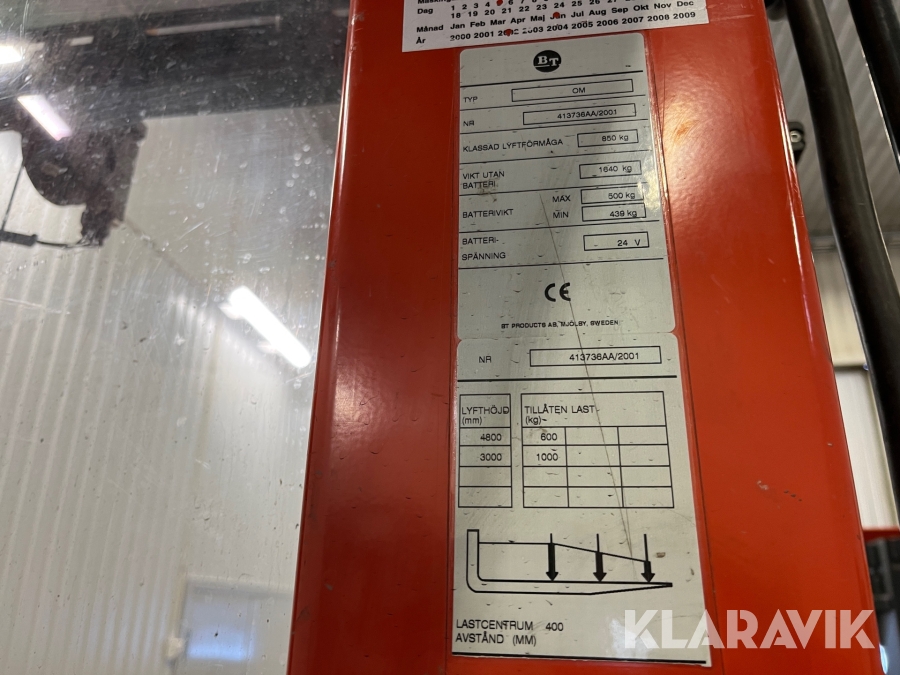 Dag 1 2 3 4
18 19 20 21 22 23 24 25 26
Månad Jan Feb Mar Apr Maj Jun Jul Aug Sep Okt Nov Dec
År 2000 2001 2002 2003 2004 2005 2006 2007 2008 2009
BT
TYP OM
NR 413736AA/2001
KLASSAD LYFTFÖRMÅGA 850 kg
VIKT UTAN BATTERI. 1640 kg
BATTERIVIKT MAX 500 kg
MIN 439 kg
BATTERI-
SPÄNNING 24 V
CE
BT PRODUCTS AB, MJÖLBY, SWEDEN
NR 413736AA/2001
LYFTHÖJD (mm) TILLÅTEN LAST (kg)
4800 600
3000 1000
LASTCENTRUM 400
AVSTÅND (MM)
KLARAVIK